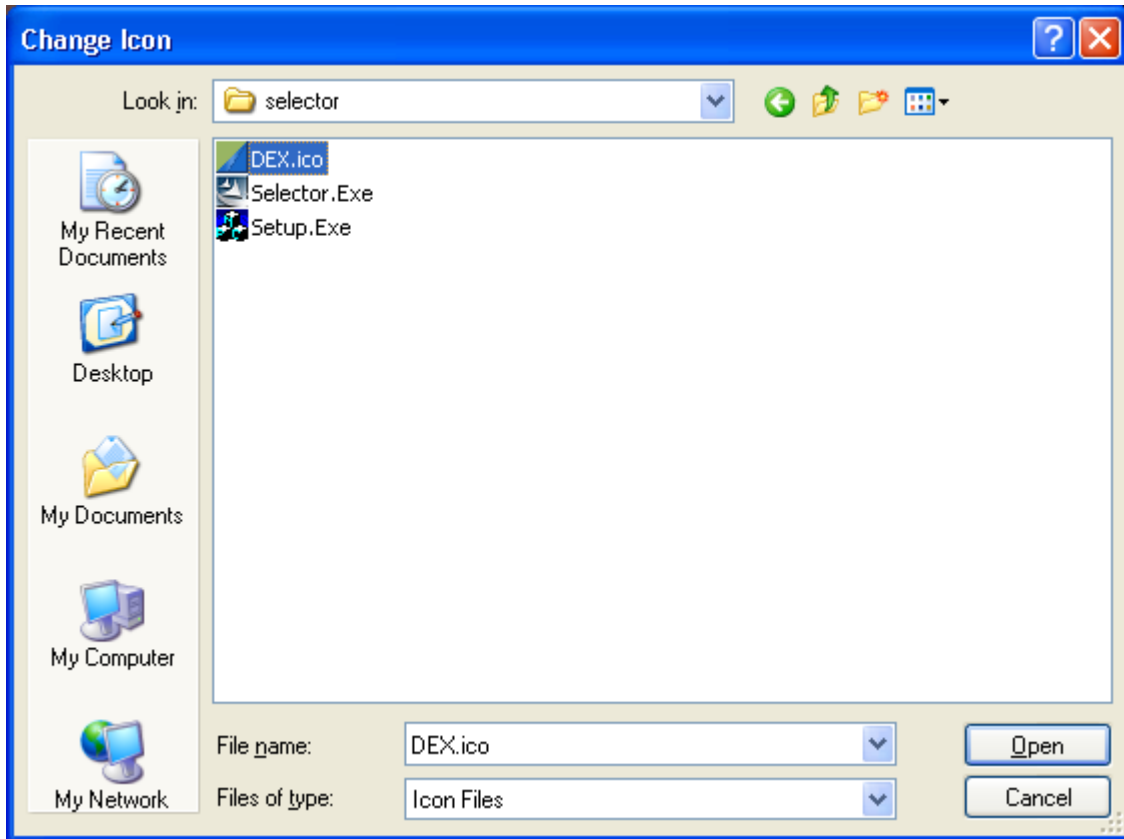 Change Icon
Look in:
selector
DEX.ico
Selector.Exe
Setup.Exe
My Recent
Documents
Desktop
My Documents
My Computer
My Network
File name:
DEX.ico
Open
Files of type:
Icon Files
Cancel